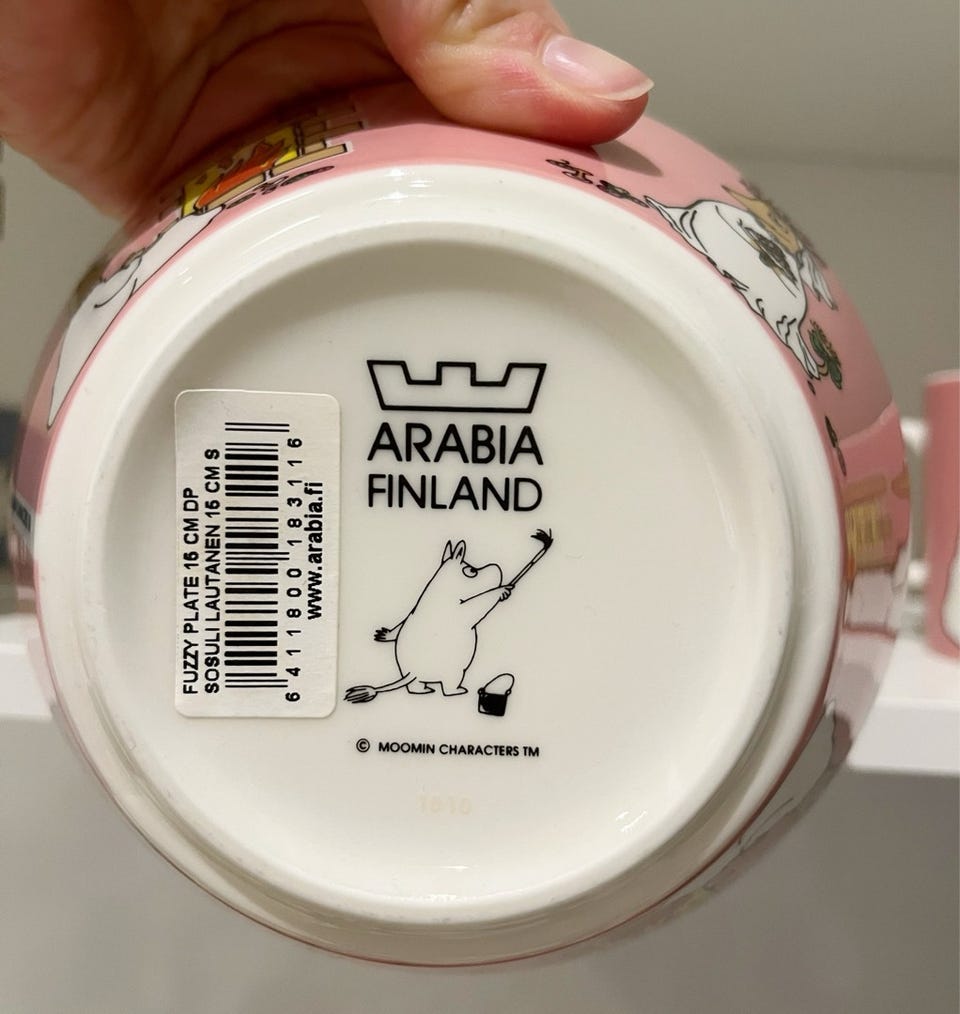 ARABIA
FINLAND
© MOOMIN CHARACTERS TM
FUZZY PLATE 15 CM DP
SOSULI LAUTANEN 15 CM S
6 411800 183116
www.arabia.fi